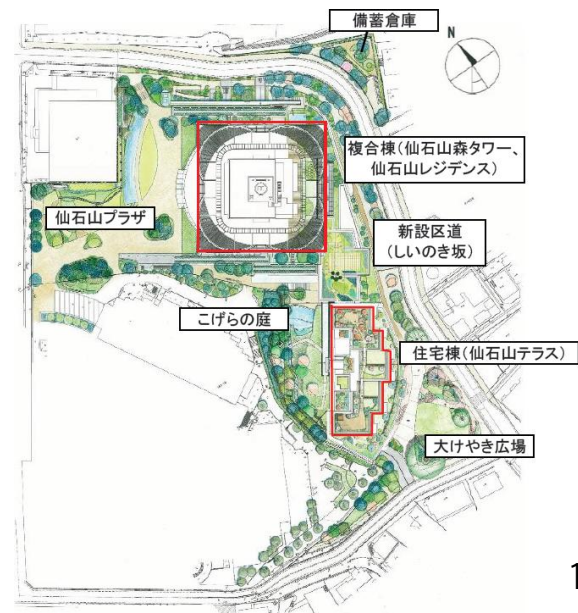 備蓄倉庫
N
複合棟(仙石山森タワー、
仙石山レジデンス)
仙石山プラザ
新設区道
(しいのき坂)
こげらの庭
住宅棟(仙石山テラス)
大けやき広場
1